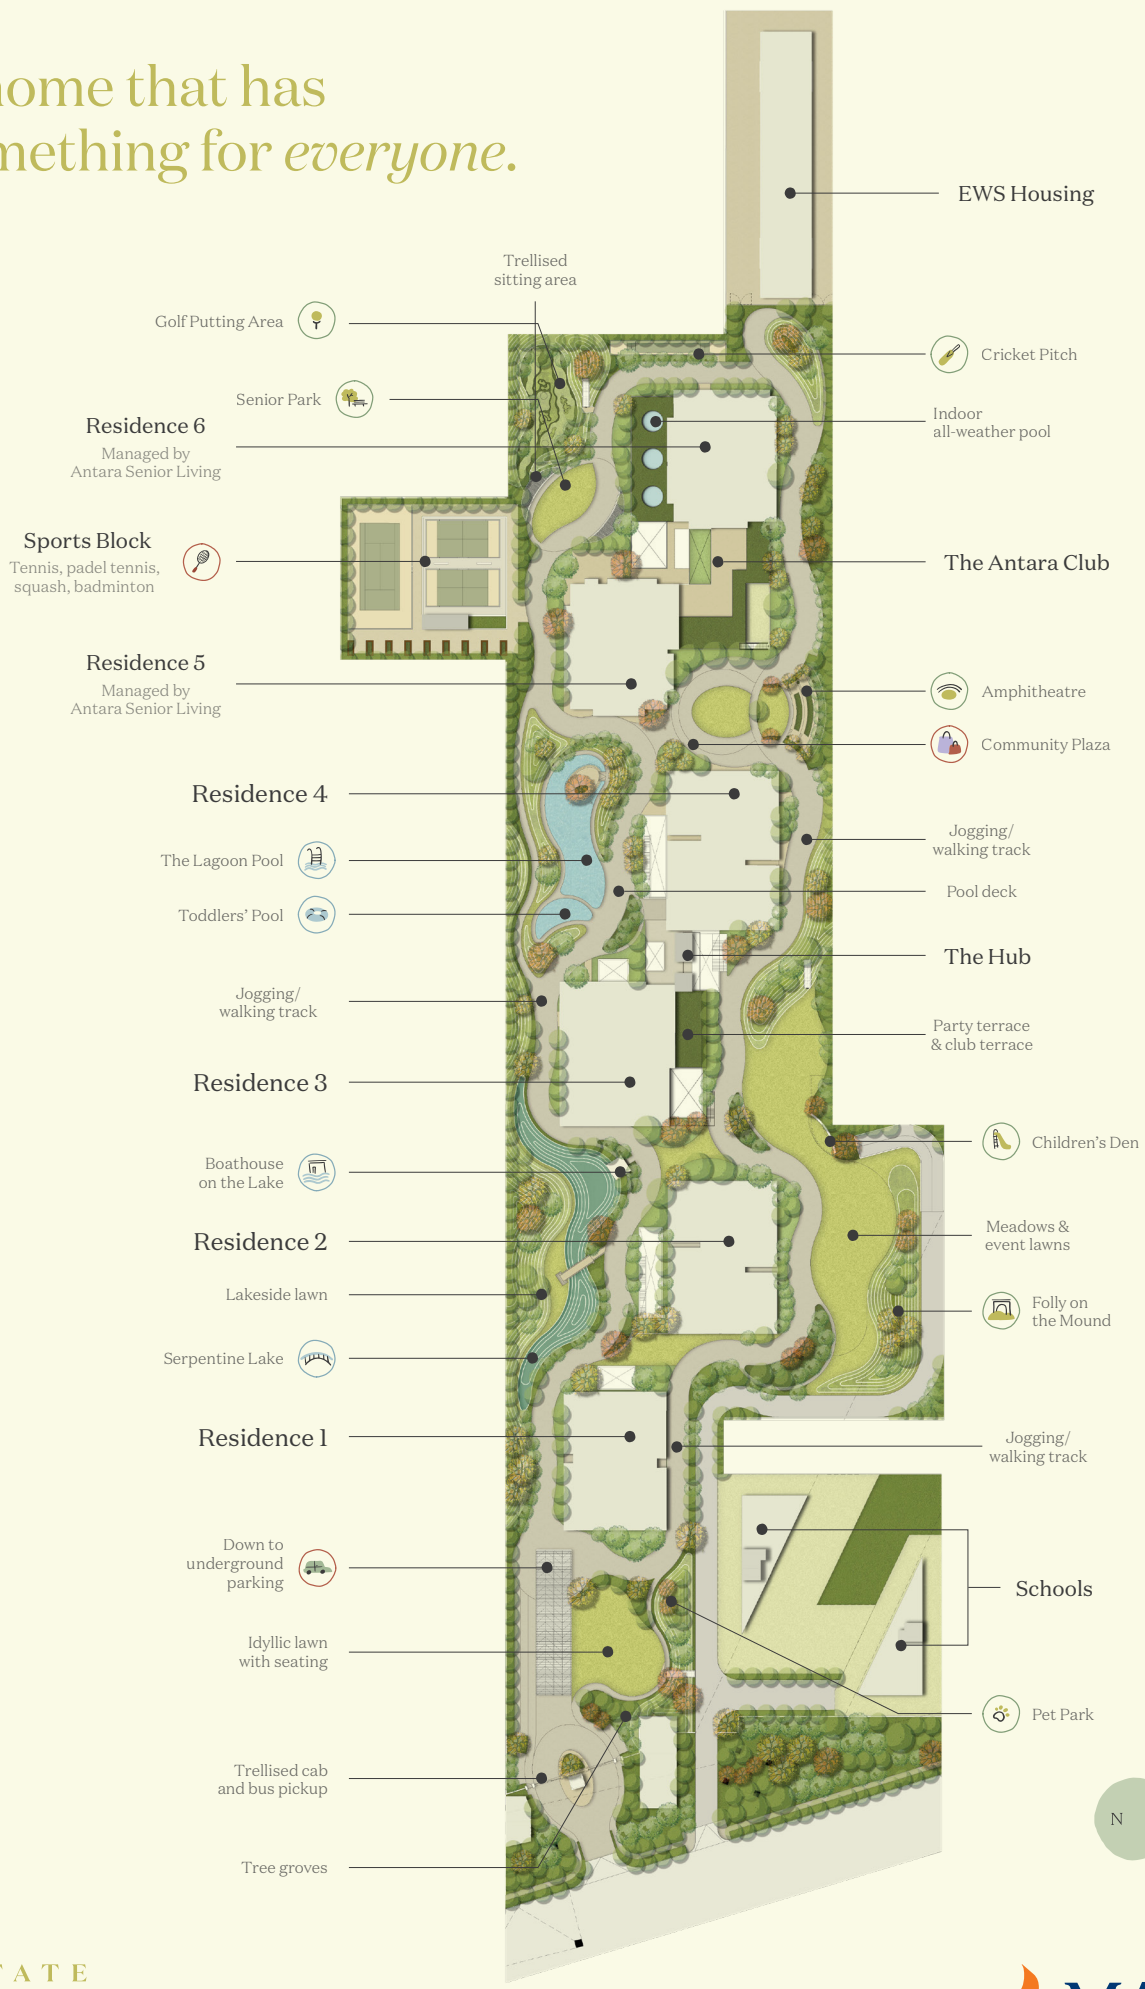 home that has
mething for everyone.
EWS Housing
Trellised
sitting area
Golf Putting Area
Cricket Pitch
Senior Park
Indoor
all-weather pool
Residence 6
Managed by
Antara Senior Living
Sports Block
Tennis, padel tennis,
squash, badminton
The Antara Club
Residence 5
Managed by
Antara Senior Living
Amphitheatre
Community Plaza
Residence 4
Jogging/
walking track
The Lagoon Pool
Pool deck
Toddlers' Pool
The Hub
Jogging/
walking track
Party terrace
& club terrace
Residence 3
Children's Den
Boathouse
on the Lake
Meadows &
event lawns
Residence 2
Lakeside lawn
Folly on
the Mound
Serpentine Lake
Residence 1
Jogging/
walking track
Down to
underground
parking
Schools
Idyllic lawn
with seating
Pet Park
Trellised cab
and bus pickup
N
Tree groves
TATE